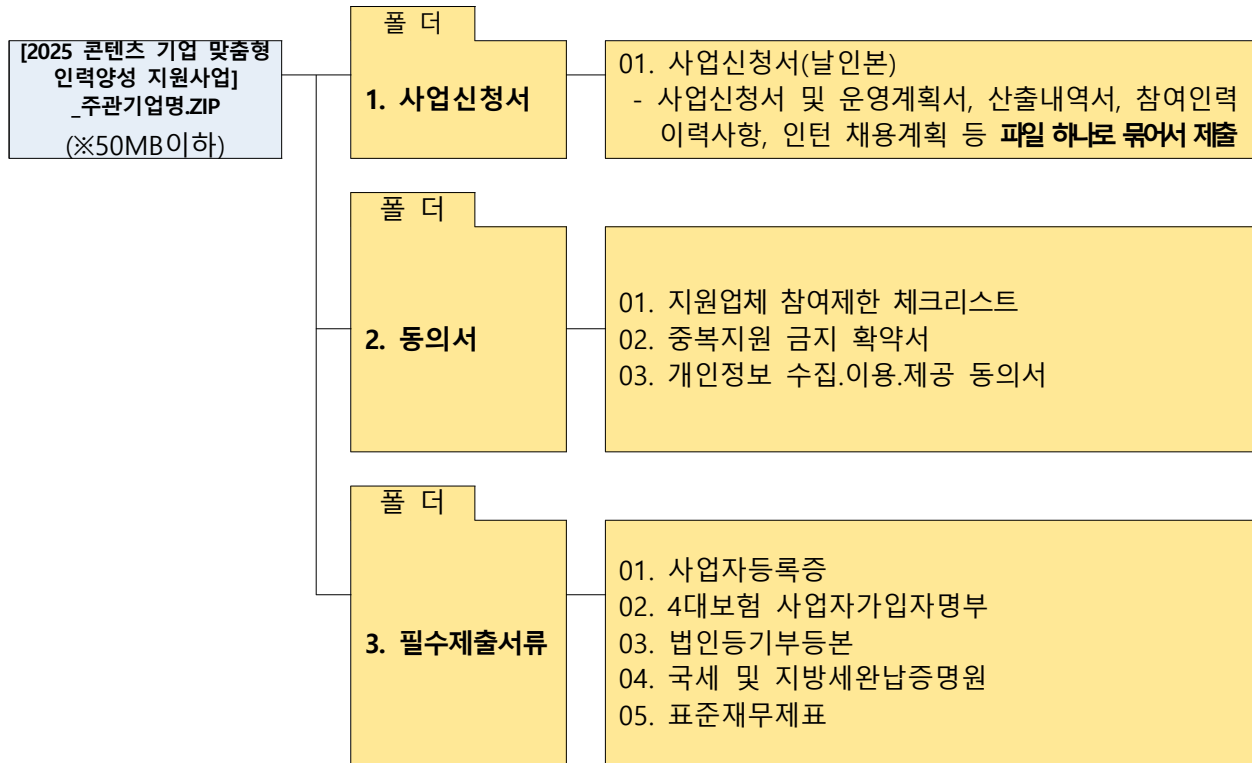 [2025 콘텐츠 기업 맞춤형
인력양성 지원사업]
_주관기업명.ZIP
(※50MB이하)
폴 더
1. 사업신청서
01. 사업신청서(날인본)
- 사업신청서 및 운영계획서, 산출내역서, 참여인력
이력사항, 인턴 채용계획 등 파일 하나로 묶어서 제출
폴 더
2. 동의서
01. 지원업체 참여제한 체크리스트
02. 중복지원 금지 확약서
03. 개인정보 수집.이용.제공 동의서
폴 더
3. 필수제출서류
01. 사업자등록증
02. 4대보험 사업자가입자명부
03. 법인등기부등본
04. 국세 및 지방세완납증명원
05. 표준재무제표